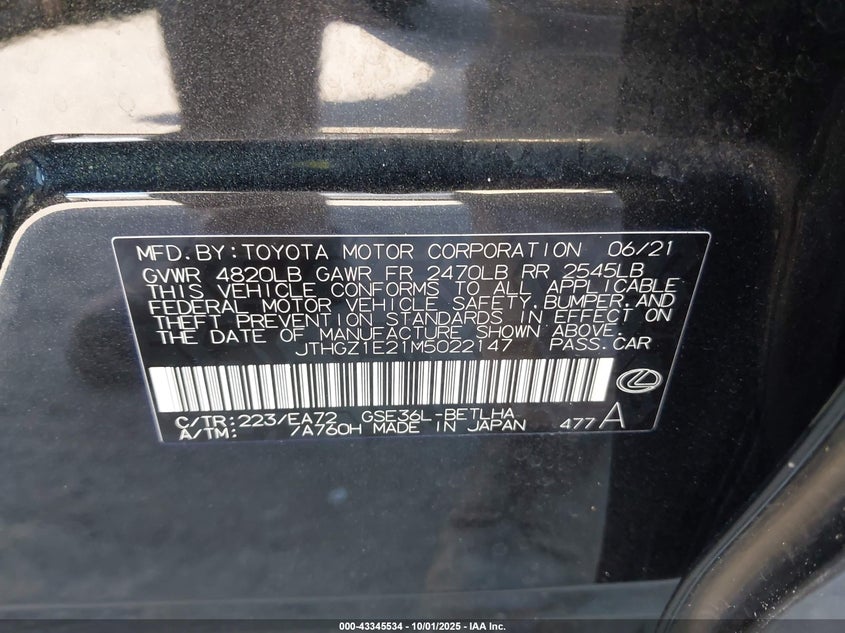 MFD.BY:TOYOTA MOTOR CORPORATION 06/21
GVWR 4820LB GAWR FR 2470LB RR 2545LB
THIS VEHICLE CONFORMS TO ALL APPLICABLE
FEDERAL MOTOR VEHICLE SAFETY,BUMPER,AND
THEFT PREVENTION STANDARDS IN EFFECT ON
THE DATE OF MANUFACTURE SHOWN ABOVE.
JTHGZ1E21M5022147 PASS.CAR
C/TR:223/EA72 GSE36L-BETLHA
A/TM: 7A760H MADE IN JAPAN 477A
000-43345534 - 10/01/2025 - IAA Inc.